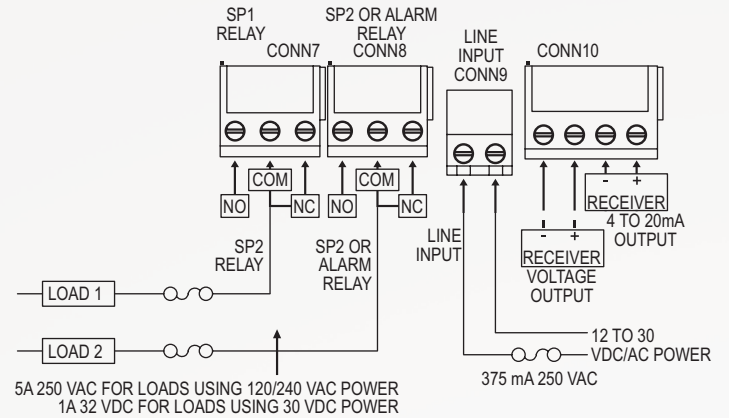 SP1
RELAY
CONN7
SP2 OR ALARM
RELAY
CONN8
LINE
INPUT
CONN9
CONN10
NO
COM
NC
NO
COM
NC
- +
RECEIVER
4 TO 20mA
OUTPUT
- +
RECEIVER
VOLTAGE
OUTPUT
SP2
RELAY
SP2 OR
ALARM
RELAY
LINE
INPUT
LOAD 1
LOAD 2
12 TO 30
VDC/AC POWER
375 mA 250 VAC
5A 250 VAC FOR LOADS USING 120/240 VAC POWER
1A 32 VDC FOR LOADS USING 30 VDC POWER